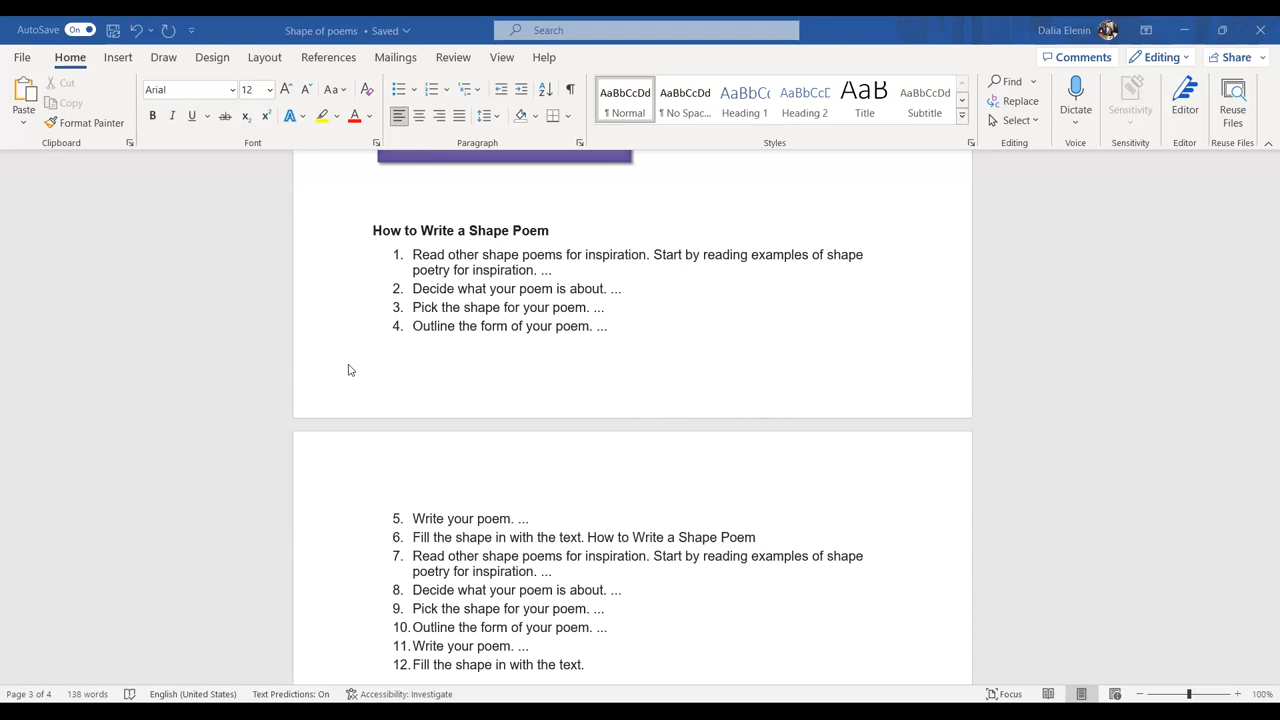 AutoSave On Shape of poems • Saved Search Dalia Elenin
File Home Insert Draw Design Layout References Mailings Review View Help Comments Editing Share
Paste
Cut
Copy
Format Painter
Clipboard
Arial 12
Aa
B I U ab x₂ x² A A
Font
Paragraph
AaBbCcDd AaBbCcDd AaBbCc AaBbCcE AaB AaBbCcDd
¶ Normal ¶ No Spac... Heading 1 Heading 2 Title Subtitle
Styles
Find
Replace
Select
Editing
Dictate
Voice
Sensitivity
Sensitivity
Editor
Editor
Reuse
Files
Reuse Files
How to Write a Shape Poem
1. Read other shape poems for inspiration. Start by reading examples of shape
poetry for inspiration. ...
2. Decide what your poem is about. ...
3. Pick the shape for your poem. ...
4. Outline the form of your poem. ...
5. Write your poem. ...
6. Fill the shape in with the text. How to Write a Shape Poem
7. Read other shape poems for inspiration. Start by reading examples of shape
poetry for inspiration. ...
8. Decide what your poem is about. ...
9. Pick the shape for your poem. ...
10. Outline the form of your poem. ...
11. Write your poem. ...
12. Fill the shape in with the text.
Page 3 of 4 138 words English (United States) Text Predictions: On Accessibility: Investigate Focus 100%